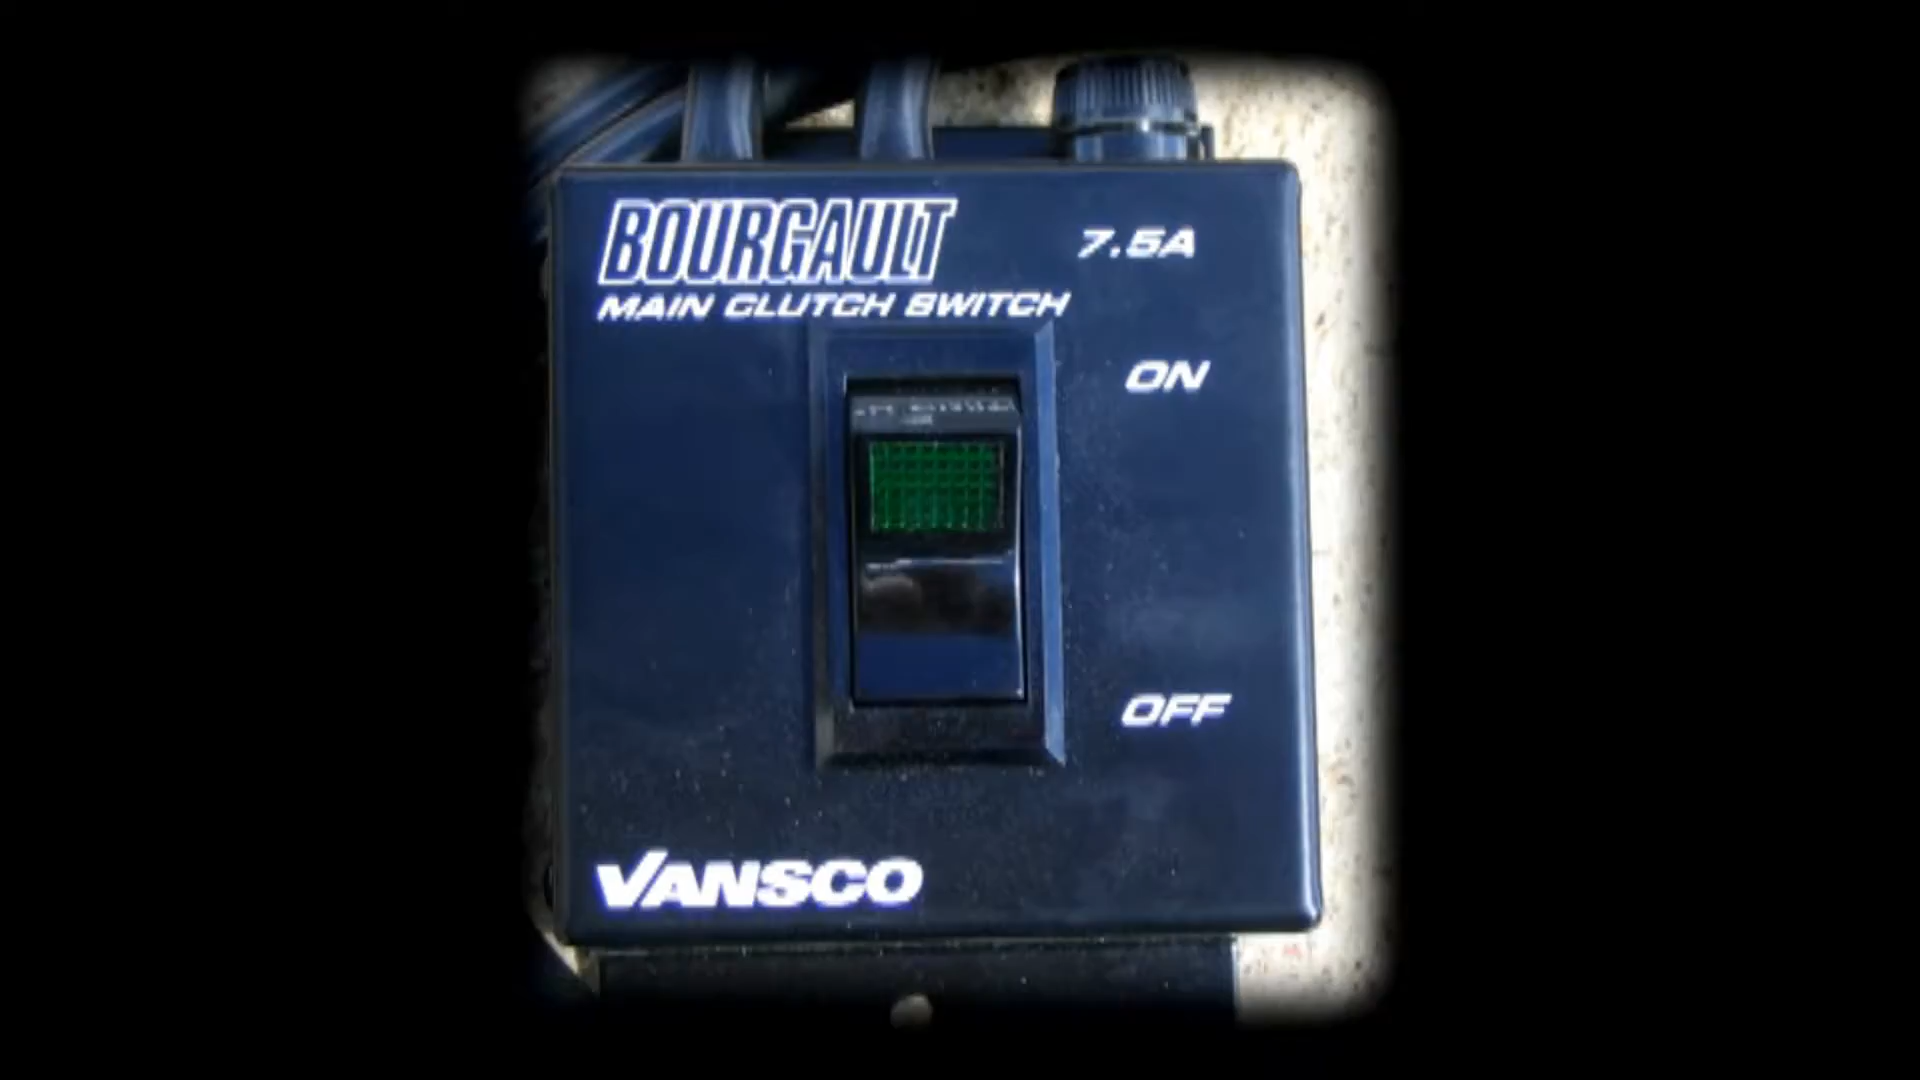 BOURGAULT
7.5A
MAIN CLUTCH SWITCH
ON
OFF
VANSCO